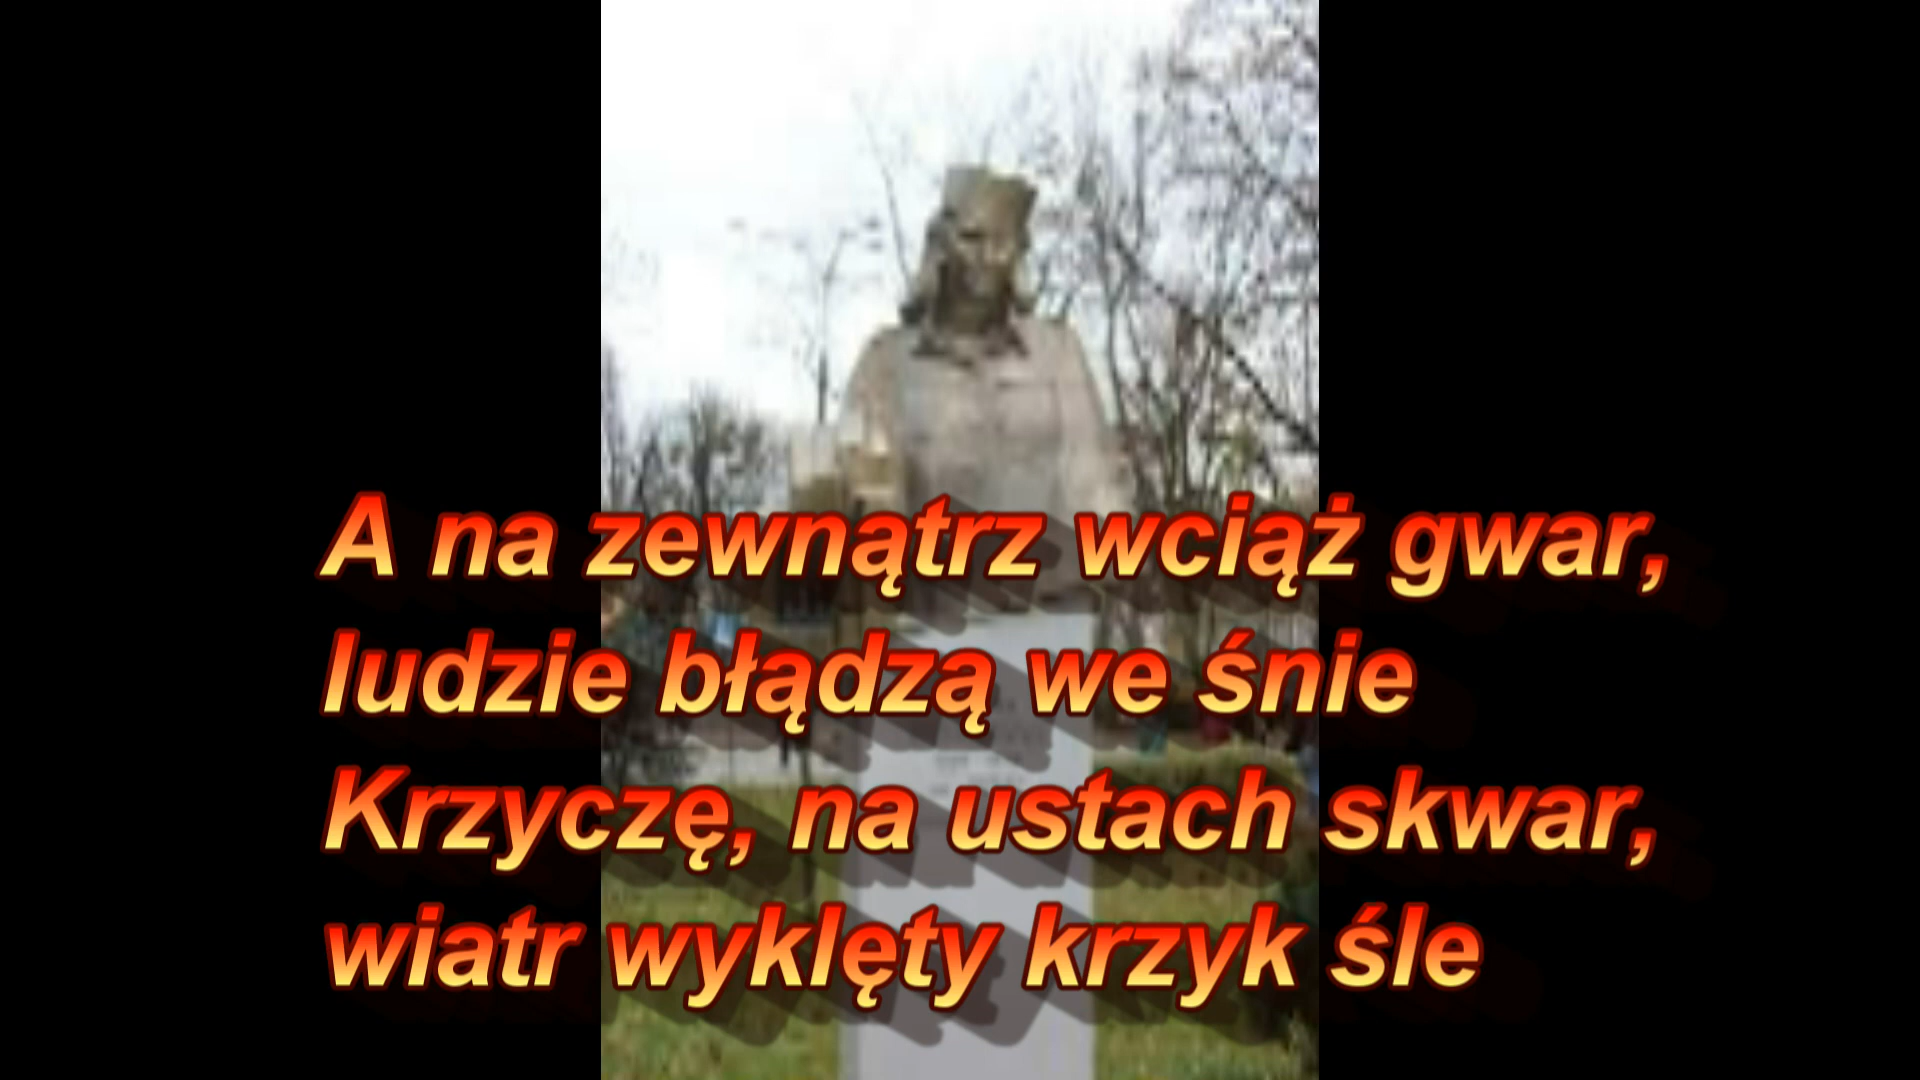 A na zewnątrz wciąż gwar,
ludzie błądzą we śnie
Krzyczę, na ustach skwar,
wiatr wyklęty krzyk śle